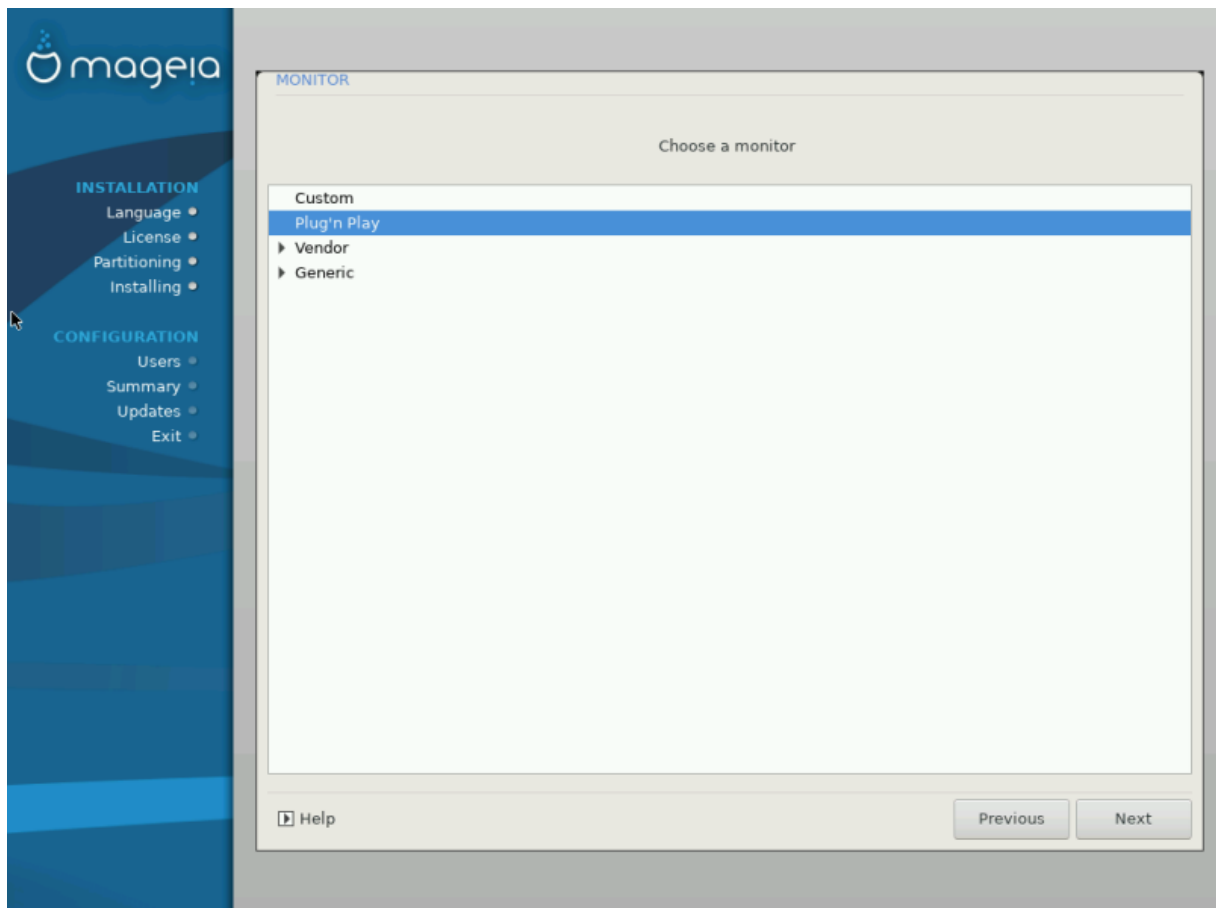 mageia
INSTALLATION
Language
License
Partitioning
Installing
CONFIGURATION
Users
Summary
Updates
Exit
MONITOR
Choose a monitor
Custom
Plug'n Play
Vendor
Generic
Help
Previous
Next